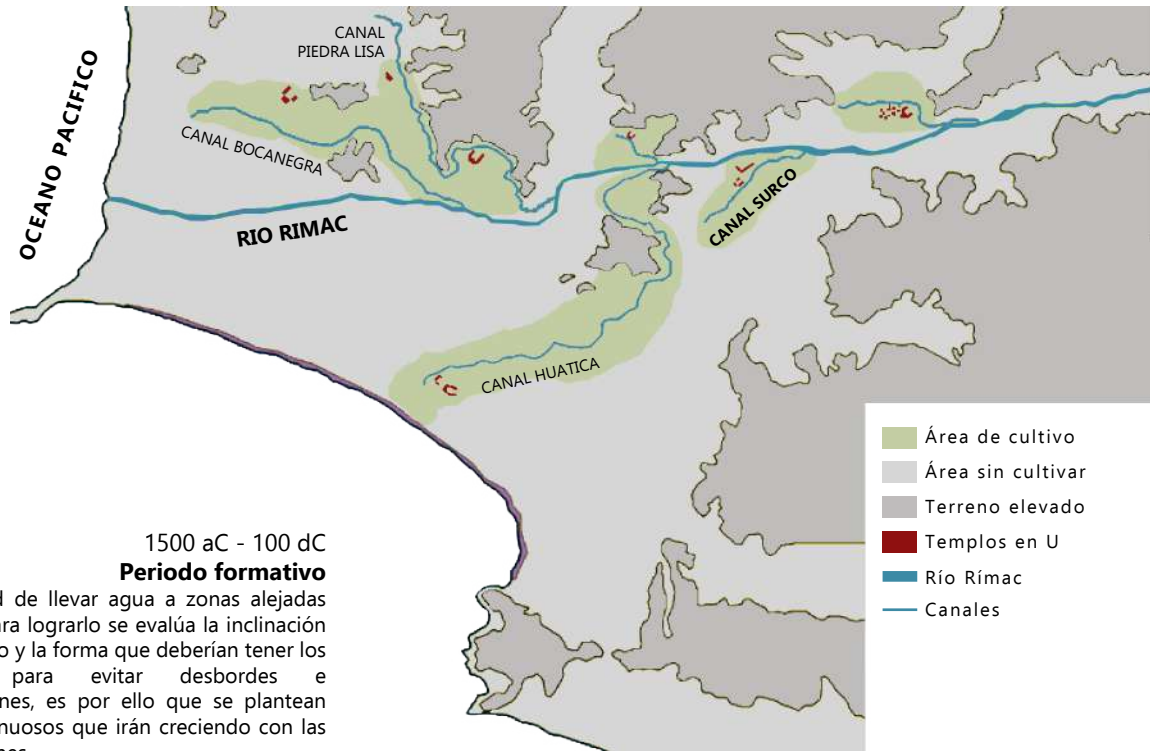 CANAL
PIEDRA LISA
OCEANO PACIFICO
CANAL BOCANEGRA
RIO RIMAC
CANAL SURCO
CANAL HUATICA
Área de cultivo
Área sin cultivar
Terreno elevado
Templos en U
Río Rímac
Canales
1500 aC - 100 dC
Periodo formativo
de llevar agua a zonas alejadas
lograrlo se evalúa la inclinación
y la forma que deberían tener los
para evitar desbordes e
es por ello que se plantean
que irán creciendo con las